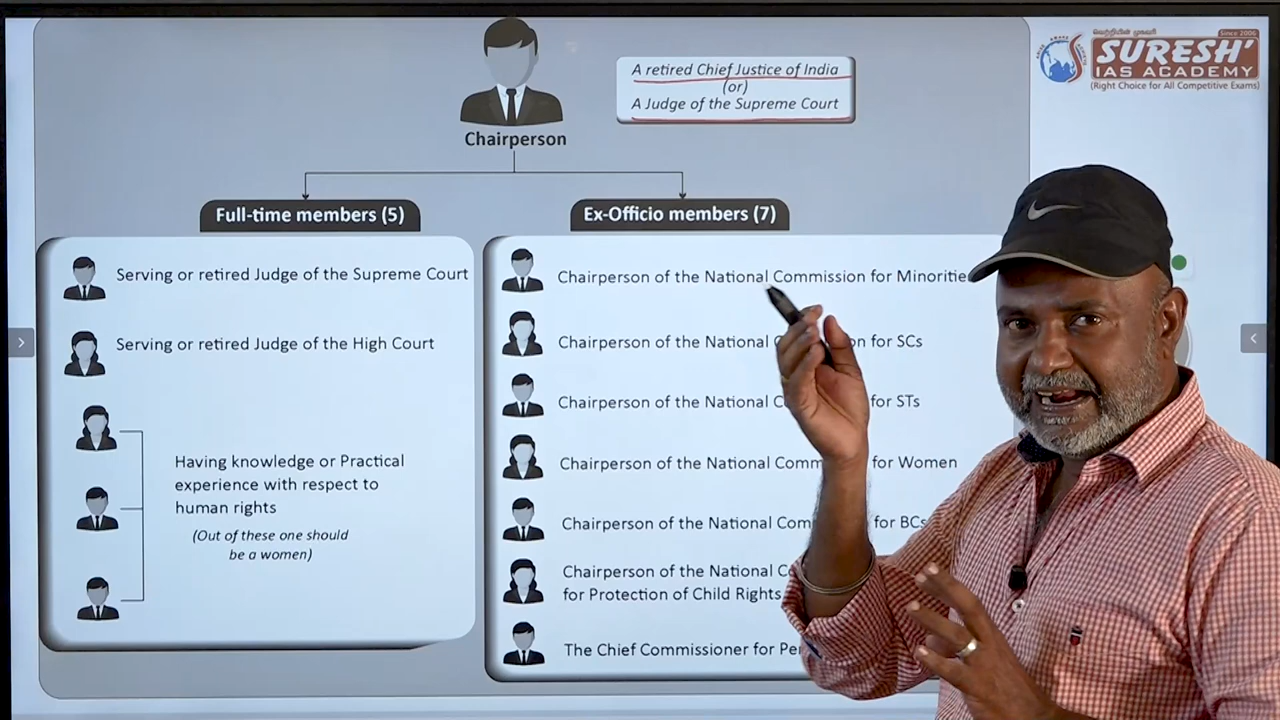 வெற்றியின் முகவரி
Since 2006
SURESH'
IAS ACADEMY
(Right Choice for All Competitive Exams)
A retired Chief Justice of India
(or)
A Judge of the Supreme Court
Chairperson
Full-time members (5)
Serving or retired Judge of the Supreme Court
Serving or retired Judge of the High Court
Having knowledge or Practical
experience with respect to
human rights
(Out of these one should
be a women)
Ex-Officio members (7)
Chairperson of the National Commission for Minorities
Chairperson of the National for SCs
Chairperson of the National for STs
Chairperson of the National for Women
Chairperson of the National for BCs
Chairperson of the National
for Protection of Child Rights
The Chief Commissioner for